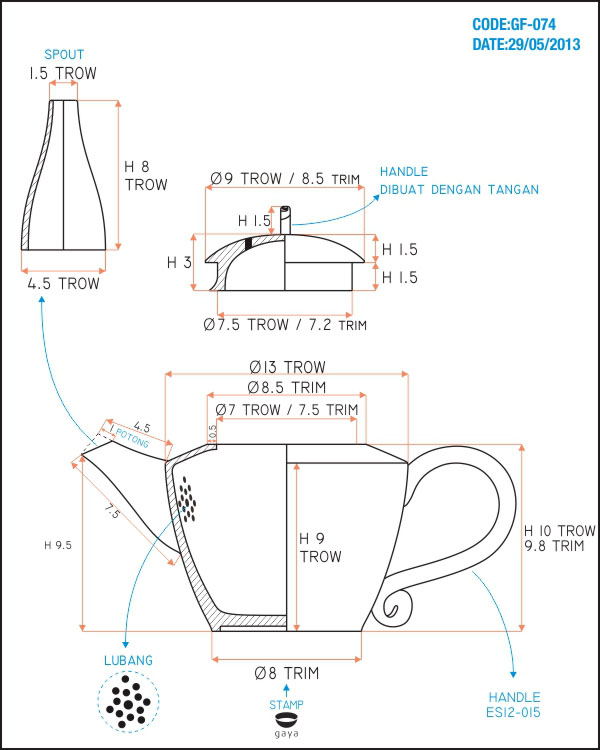 CODE:GF-074
DATE:29/05/2013
SPOUT
1.5 TROW
H 8
TROW
4.5 TROW
Ø9 TROW / 8.5 TRIM
HANDLE
DIBUAT DENGAN TANGAN
H 1.5
H 3
H 1.5
H 1.5
Ø7.5 TROW / 7.2 TRIM
Ø13 TROW
Ø8.5 TRIM
Ø7 TROW / 7.5 TRIM
0.5
4.5
1 POTONG
7.5
H 9.5
H 9
TROW
H 10 TROW
9.8 TRIM
LUBANG
Ø8 TRIM
STAMP
gaya
HANDLE
ES12-015